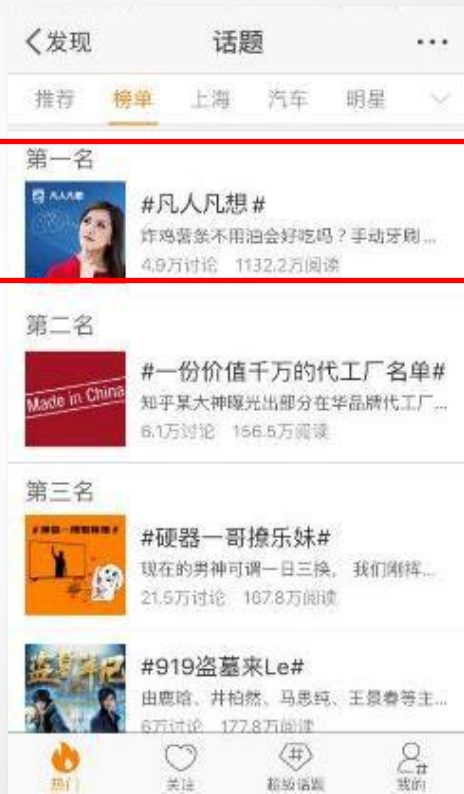 发现 话题 ...
推荐 榜单 上海 汽车 明星
第一名
凡人凡想
#凡人凡想#
炸鸡薯条不用油会好吃吗？手动牙刷...
4.9万讨论 1132.2万阅读
第二名
Made in China
#一份价值千万的代工厂名单#
知乎某大神曝光出部分在华品牌代工厂...
6.1万讨论 156.5万阅读
第三名
#硬器一哥撩乐妹#
现在的男神可谓一日三换， 我们刚挥...
21.5万讨论 167.8万阅读
盗墓笔记
#919盗墓来Le#
由鹿晗、井柏然、马思纯、王景春等主...
6万讨论 177.8万阅读
热门 关注 超级话题 我的